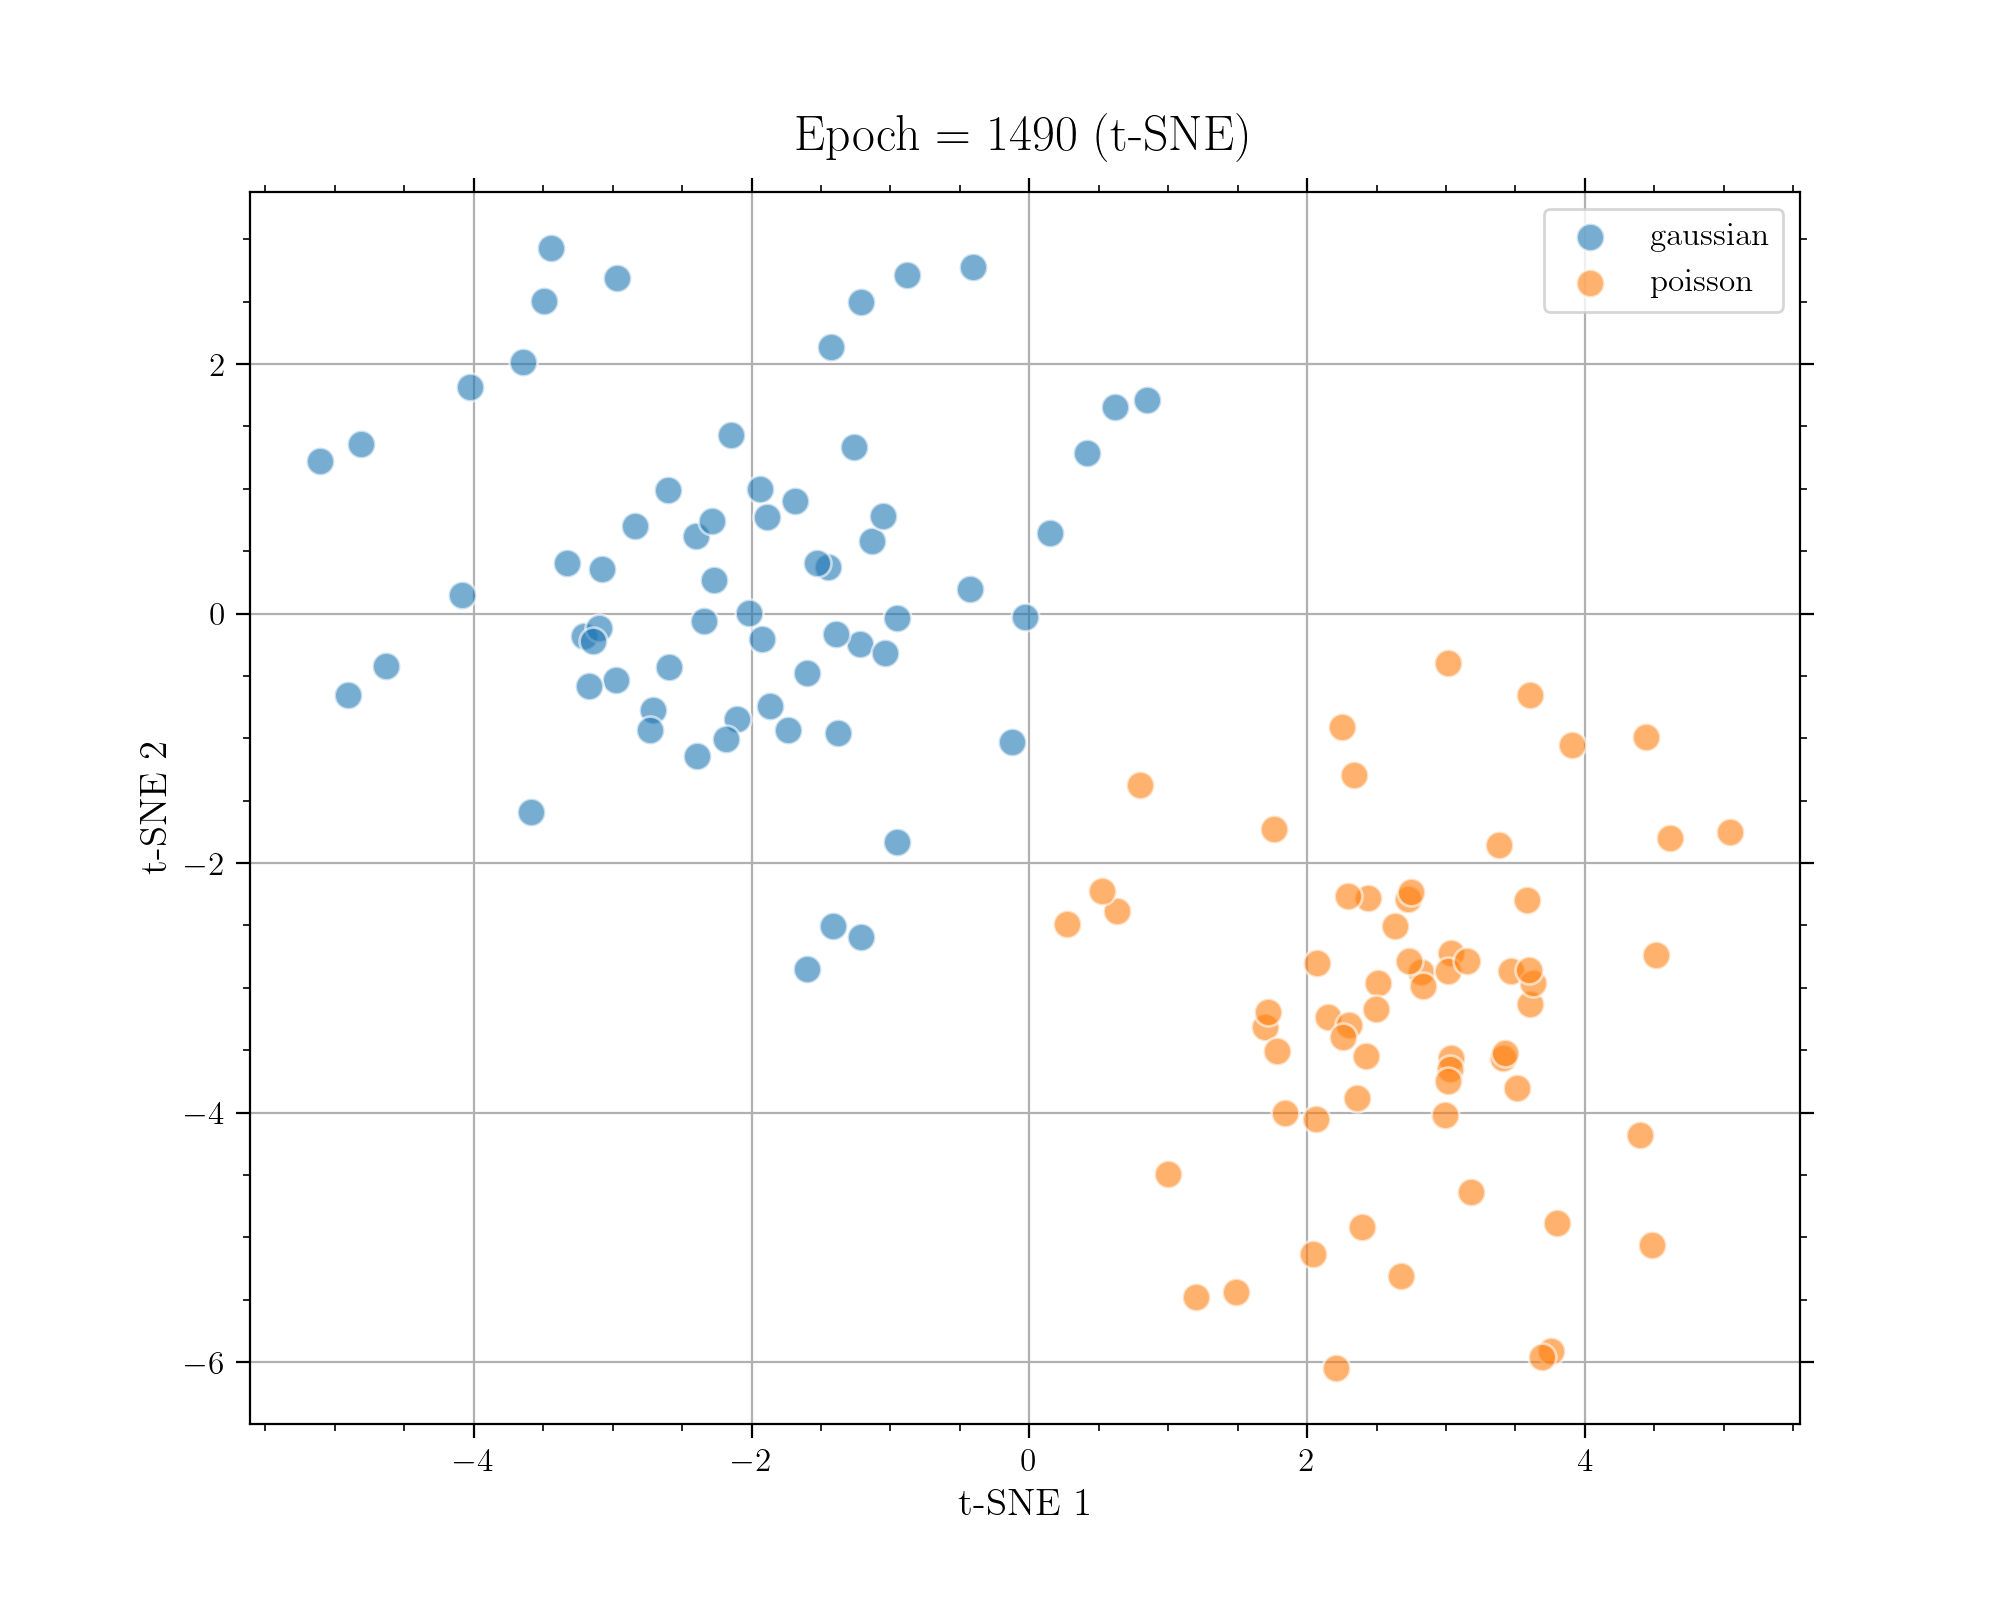 Epoch = 1490 (t-SNE)
gaussian
poisson
2
0
−2
−4
−6
t-SNE 2
−4
−2
0
2
4
t-SNE 1